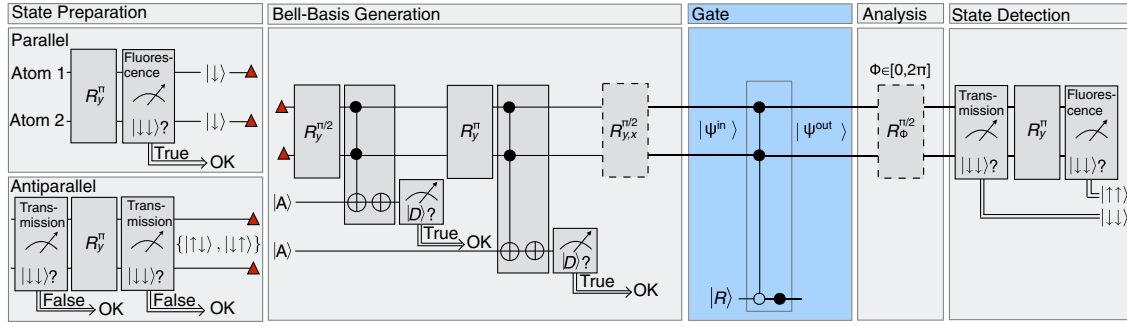 State Preparation
Parallel
Atom 1
Atom 2
R_y^π
Fluores-
cence
|↓↓⟩?
True
OK
|↓⟩
|↓⟩
Antiparallel
Trans-
mission
|↓↓⟩?
False
OK
R_y^π
Trans-
mission
|↓↓⟩?
False
OK
{|↑↓⟩, |↓↑⟩}
Bell-Basis Generation
R_y^{π/2}
|A⟩
|D⟩?
True
OK
R_y^π
|A⟩
|D⟩?
True
OK
R_{y,x}^{π/2}
Gate
|Ψ^in⟩
|Ψ^out⟩
|R⟩
Analysis
Φ∈[0,2π]
R_Φ^{π/2}
State Detection
Trans-
mission
|↓↓⟩?
R_y^π
Fluores-
cence
|↓↓⟩?
|↑↑⟩
|↓↓⟩